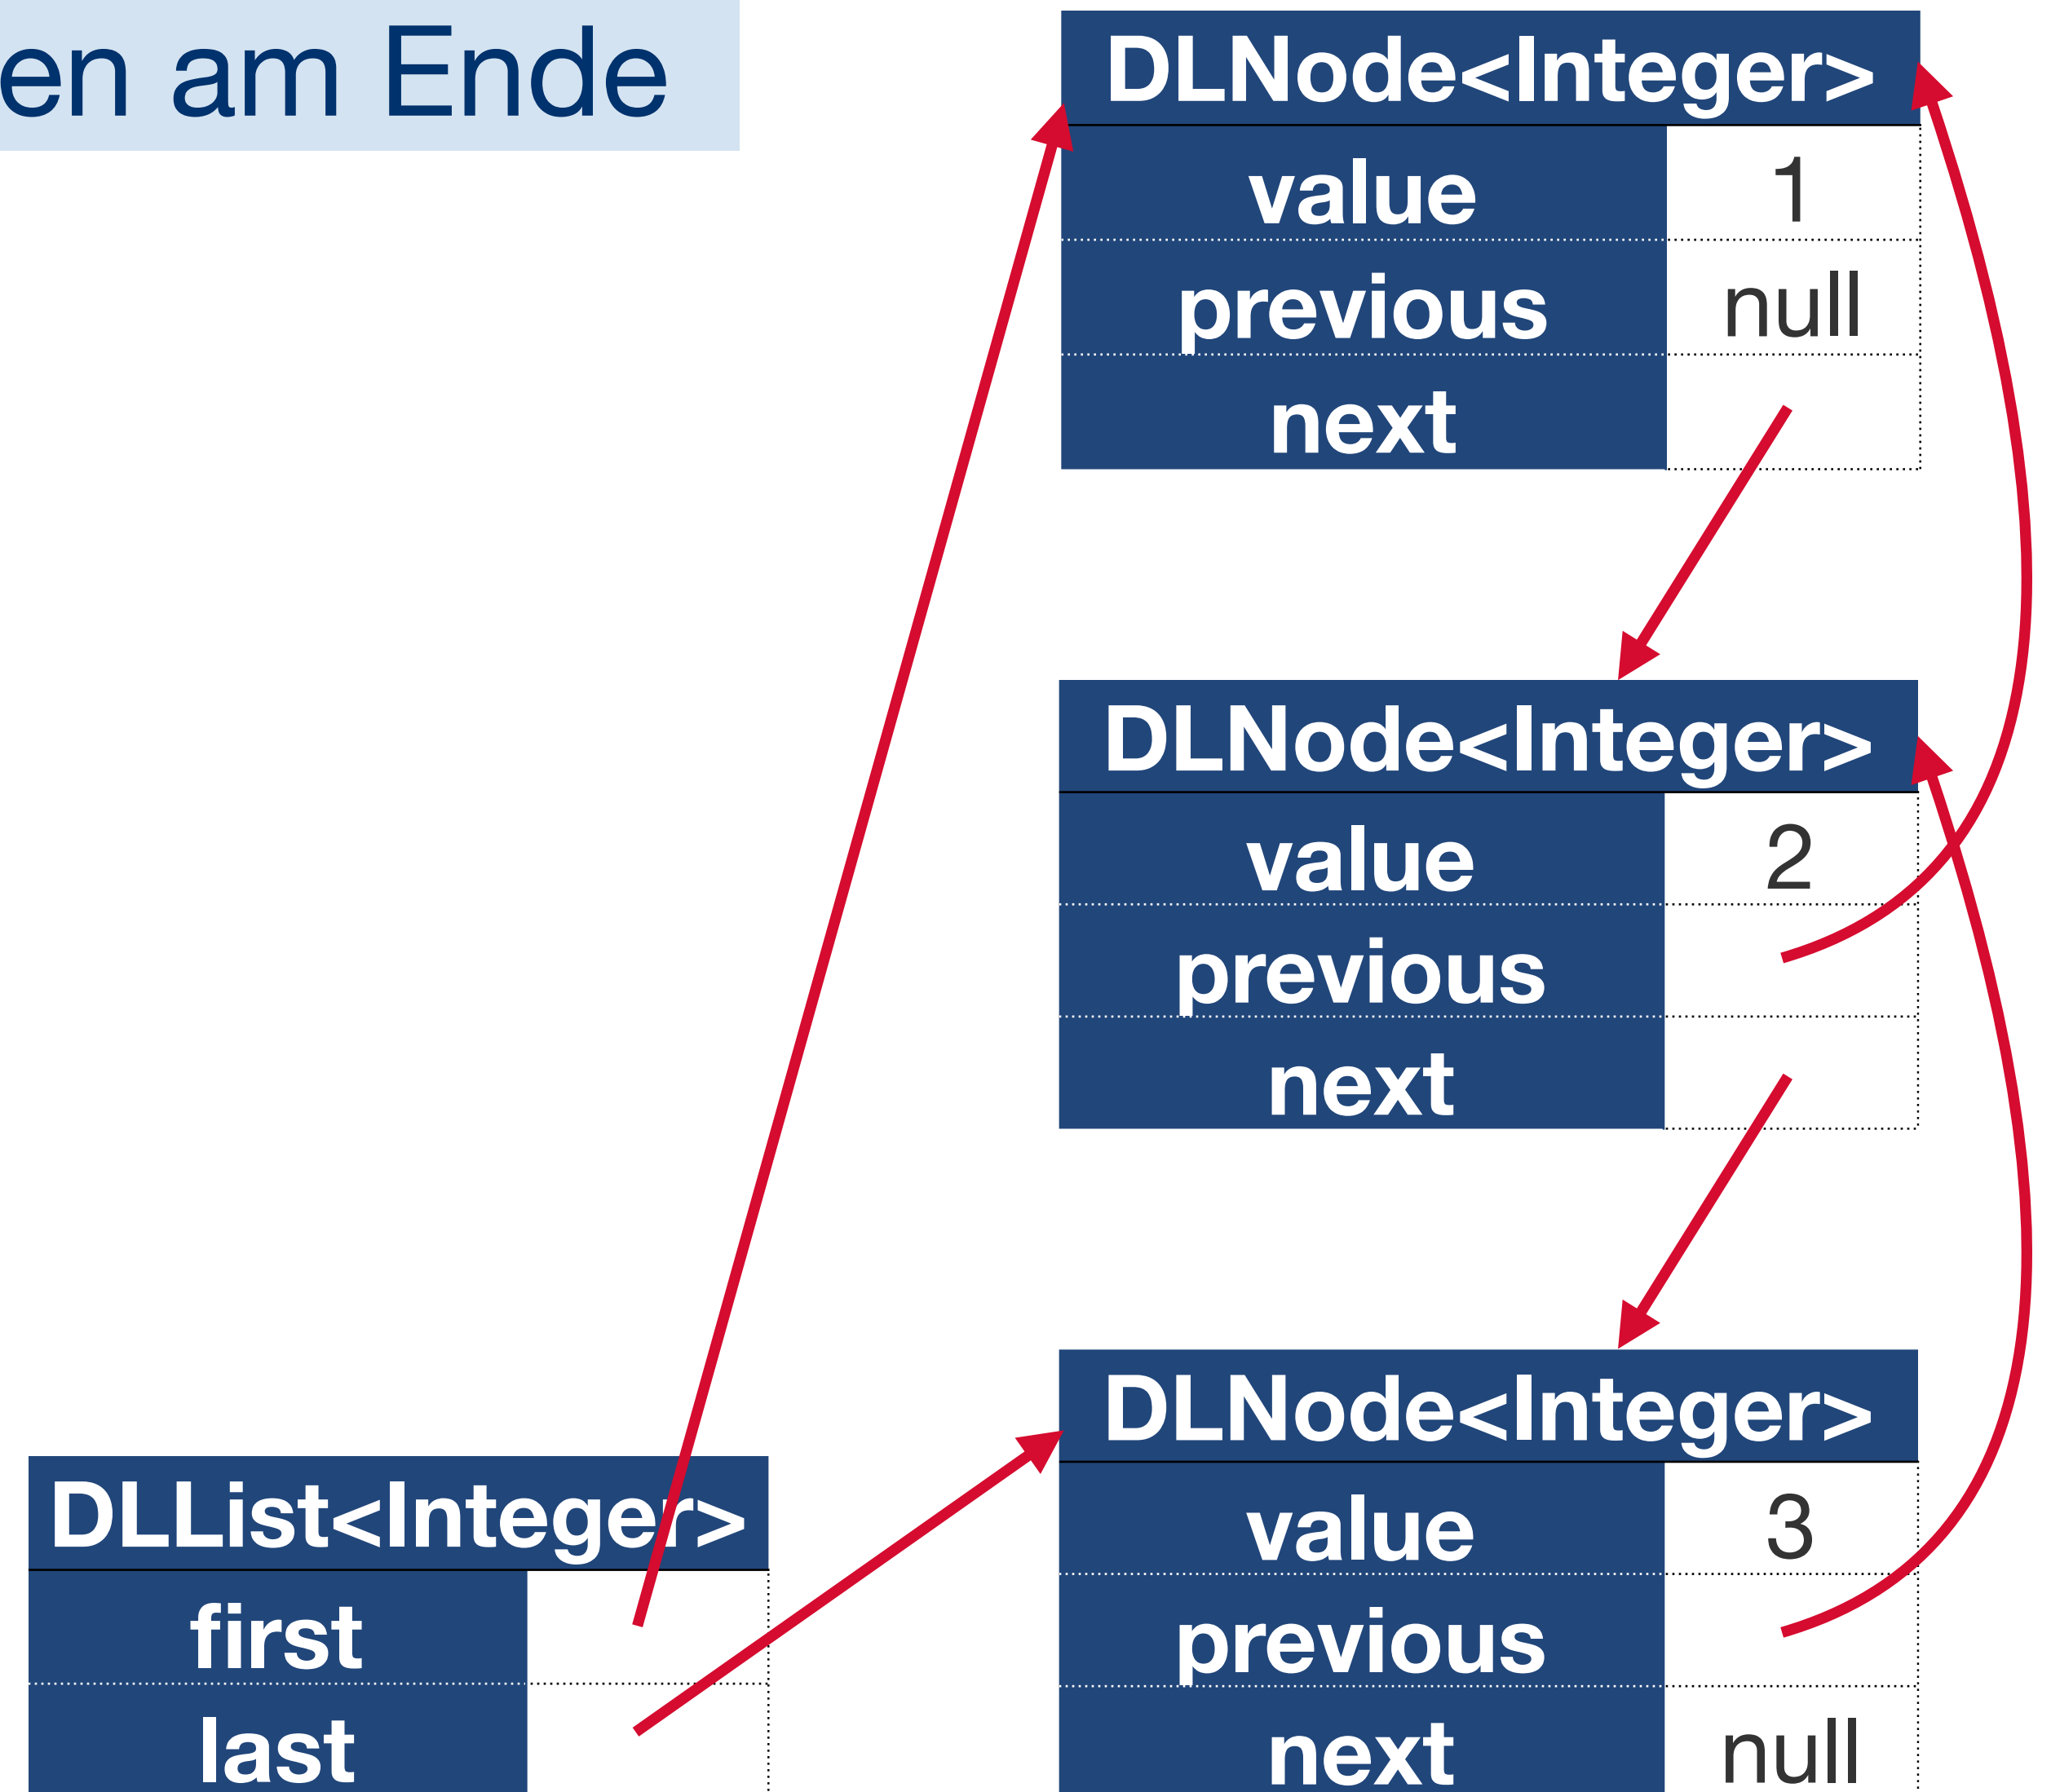 en am Ende
DLNode<Integer>
value 1
previous null
next
DLNode<Integer>
value 2
previous
next
DLNode<Integer>
value 3
previous
next null
DLList<Integer>
first
last